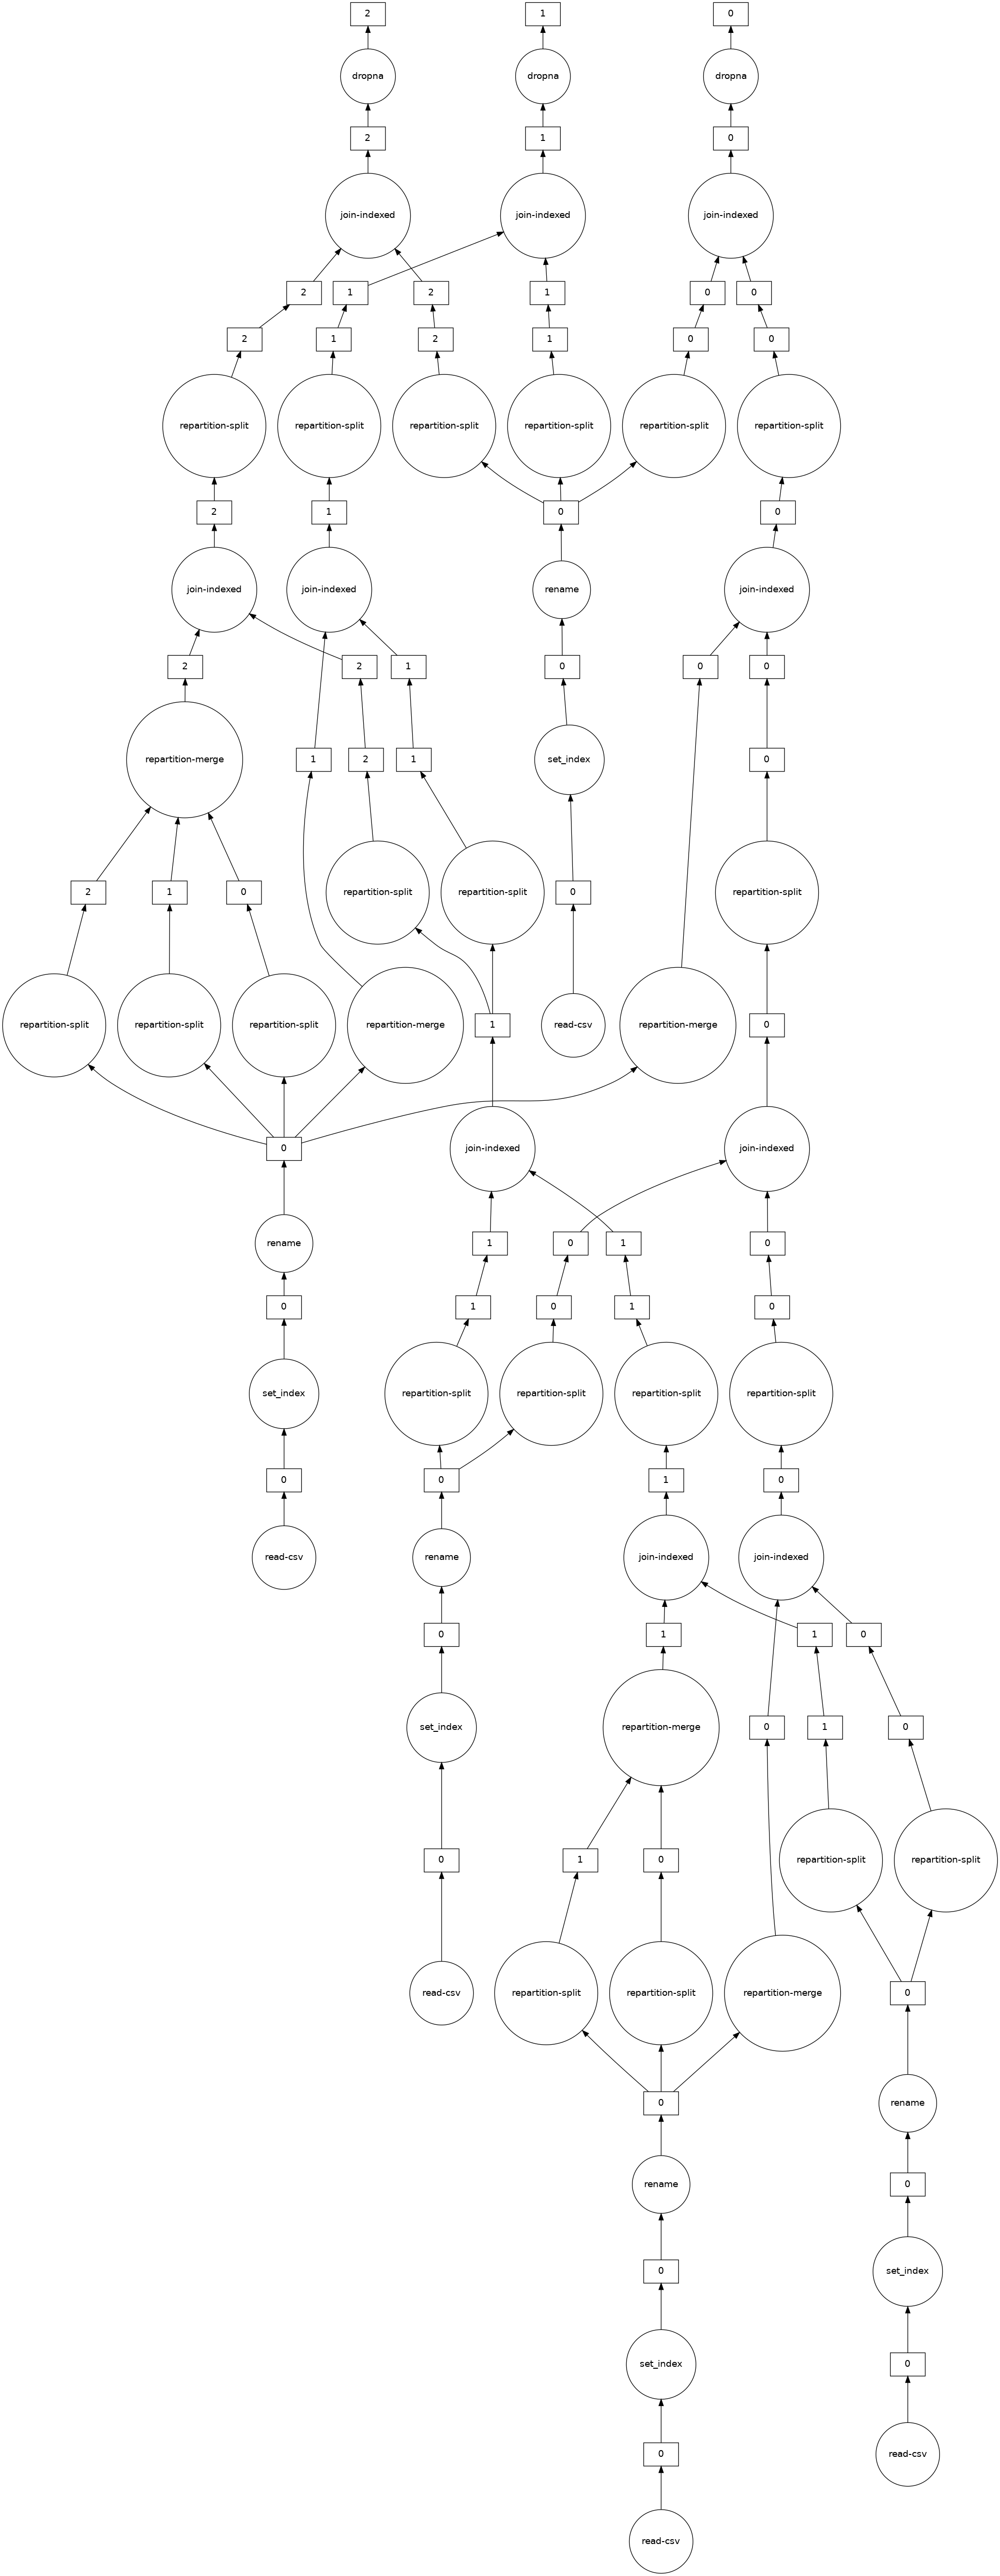 2 1 0
dropna dropna dropna
2 1 0
join-indexed join-indexed join-indexed
2 1 2 1 0 0
2 1 2 1 0 0
repartition-split repartition-split repartition-split repartition-split repartition-split repartition-split
2 1 0 0
join-indexed join-indexed rename join-indexed
2 2 1 0 0 0
repartition-merge 1 2 1 set_index 0
2 1 0 repartition-split repartition-split 0 repartition-split
repartition-split repartition-split repartition-split repartition-merge 1 read-csv repartition-merge 0
0 join-indexed join-indexed
rename 1 0 1 0
0 1 0 1 0
set_index repartition-split repartition-split repartition-split repartition-split
0 0 1 0
read-csv rename join-indexed join-indexed
0 1 1 0
set_index repartition-merge 0 1 0
0 1 0 repartition-split repartition-split
read-csv repartition-split repartition-split repartition-merge 0
0 rename
rename 0
0 set_index
set_index 0
0 read-csv
read-csv